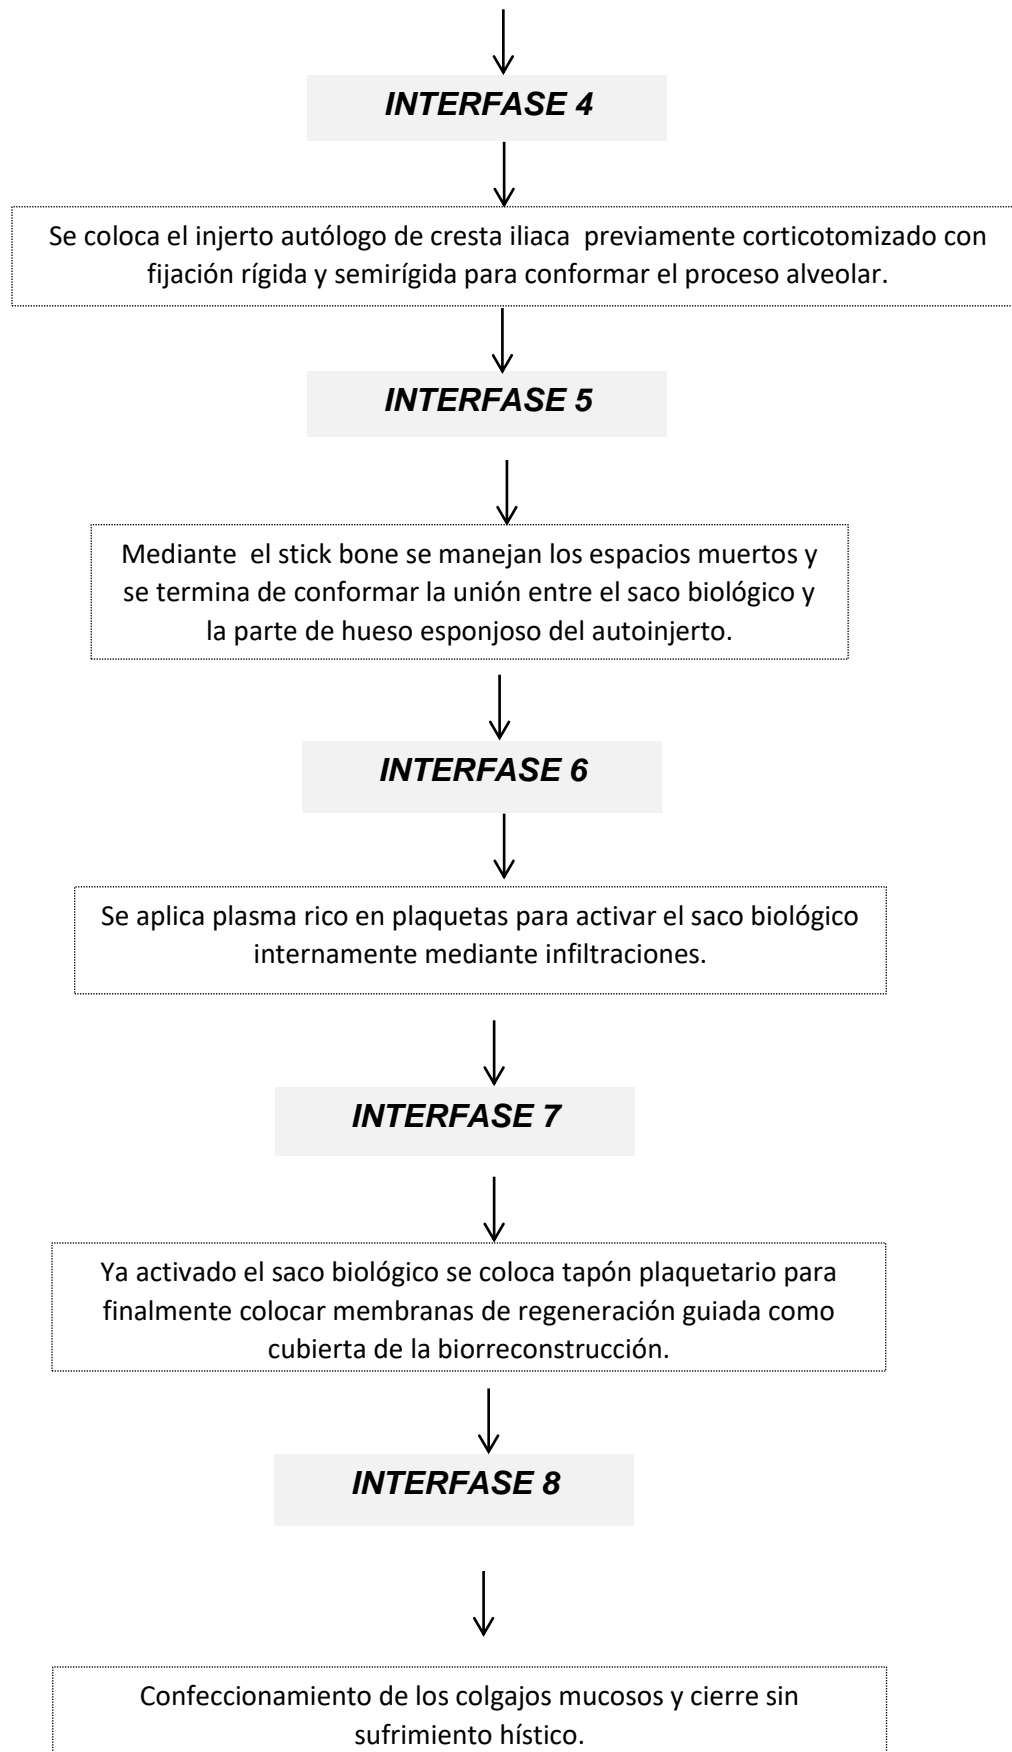 INTERFASE 4
Se coloca el injerto autólogo de cresta iliaca  previamente corticotomizado con
fijación rígida y semirígida para conformar el proceso alveolar.
INTERFASE 5
Mediante  el stick bone se manejan los espacios muertos y
se termina de conformar la unión entre el saco biológico y
la parte de hueso esponjoso del autoinjerto.
INTERFASE 6
Se aplica plasma rico en plaquetas para activar el saco biológico
internamente mediante infiltraciones.
INTERFASE 7
Ya activado el saco biológico se coloca tapón plaquetario para
finalmente colocar membranas de regeneración guiada como
cubierta de la biorreconstrucción.
INTERFASE 8
Confeccionamiento de los colgajos mucosos y cierre sin
sufrimiento hístico.